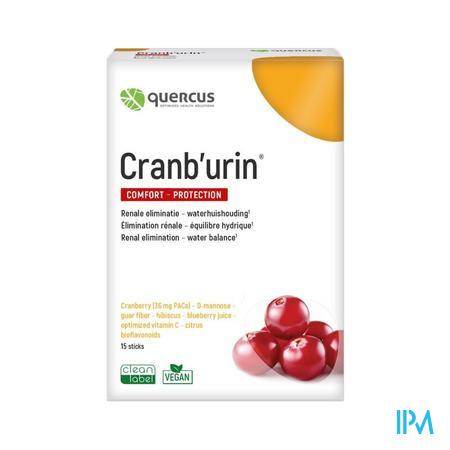 Cranb'urin®
quercus
OPTIMIZED HEALTH SOLUTIONS
Cranb'urin®
COMFORT - PROTECTION
Renale eliminatie - waterhuishouding¹
Élimination rénale - équilibre hydrique¹
Renal elimination - water balance¹
Cranberry (36 mg PACs) - D-mannose -
guar fiber - hibiscus - blueberry juice -
optimized vitamin C - citrus
bioflavonoids
15 sticks
clean
label
VEGAN
IPM